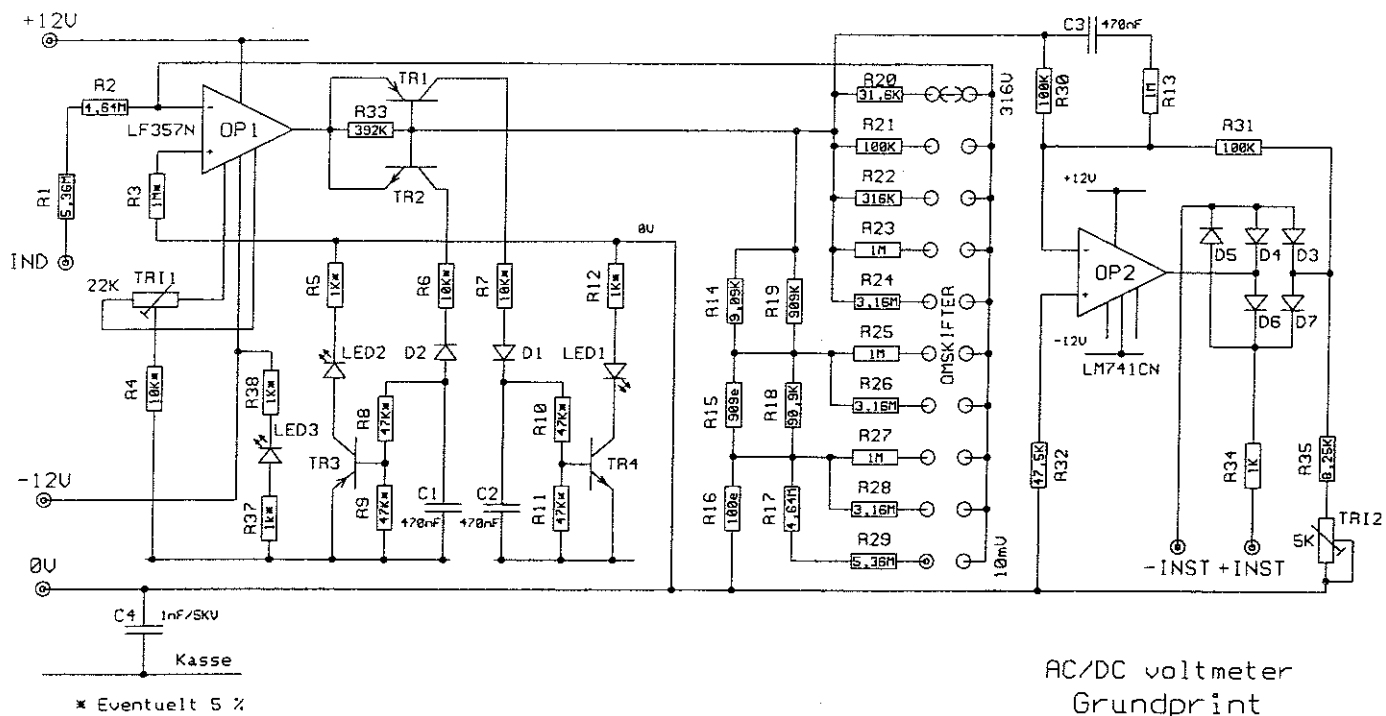 +12V
C3
470nF
R2
4,64M
TR1
R33
392K
TR2
LF357N
OP1
R20
31,6K
316V
100K
R30
1M
R13
R21
100K
R31
100K
R1
5,36M
R3
1M*
R22
316K
+12V
IND
0V
R23
1M
OP2
D5
D4
D3
22K
TRI1
R5
1K*
R6
10K*
R7
10K*
R12
1K*
R14
9,09K
R19
909K
R24
3,16M
OMSKIFTER
D6
D7
-12V
LM741CN
LED2
D2
D1
LED1
R25
1M
R4
10K*
R38
1K*
R26
3,16M
R15
909e
R18
90,9K
R8
47K*
R10
47K*
LED3
TR3
TR4
R27
1M
47,5K
R32
R34
1K
R35
8,25K
-12V
R37
1k*
R9
47K*
C1
470nF
C2
470nF
R11
47K*
R16
100e
R17
4,64M
R28
3,16M
TRI2
5K
R29
5,36M
10mV
-INST +INST
0V
C4
1nF/5KV
Kasse
* Eventuelt 5 %
AC/DC voltmeter
Grundprint